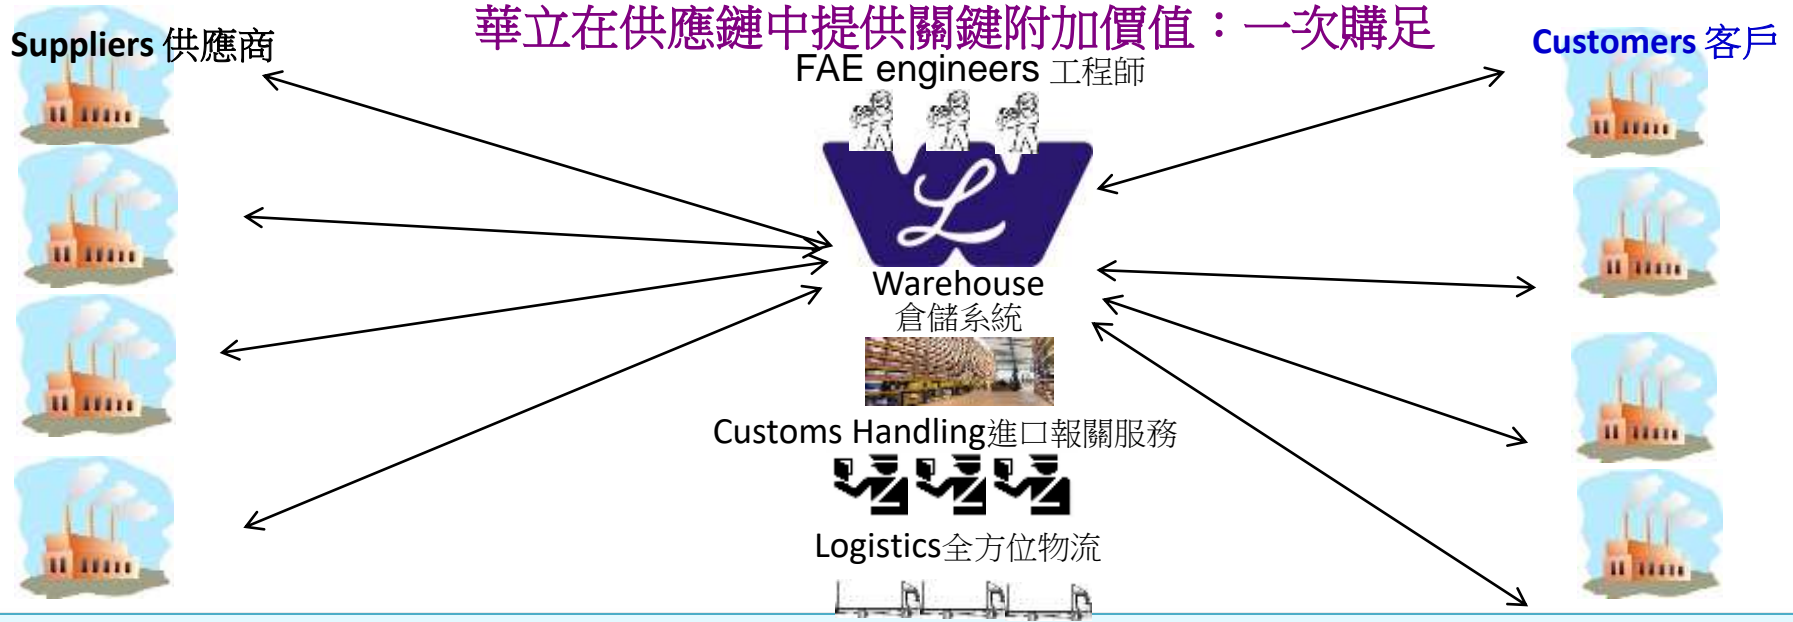 華立在供應鏈中提供關鍵附加價值：一次購足
Suppliers 供應商
Customers 客戶
FAE engineers 工程師
L
Warehouse
倉儲系統
Customs Handling進口報關服務
Logistics全方位物流